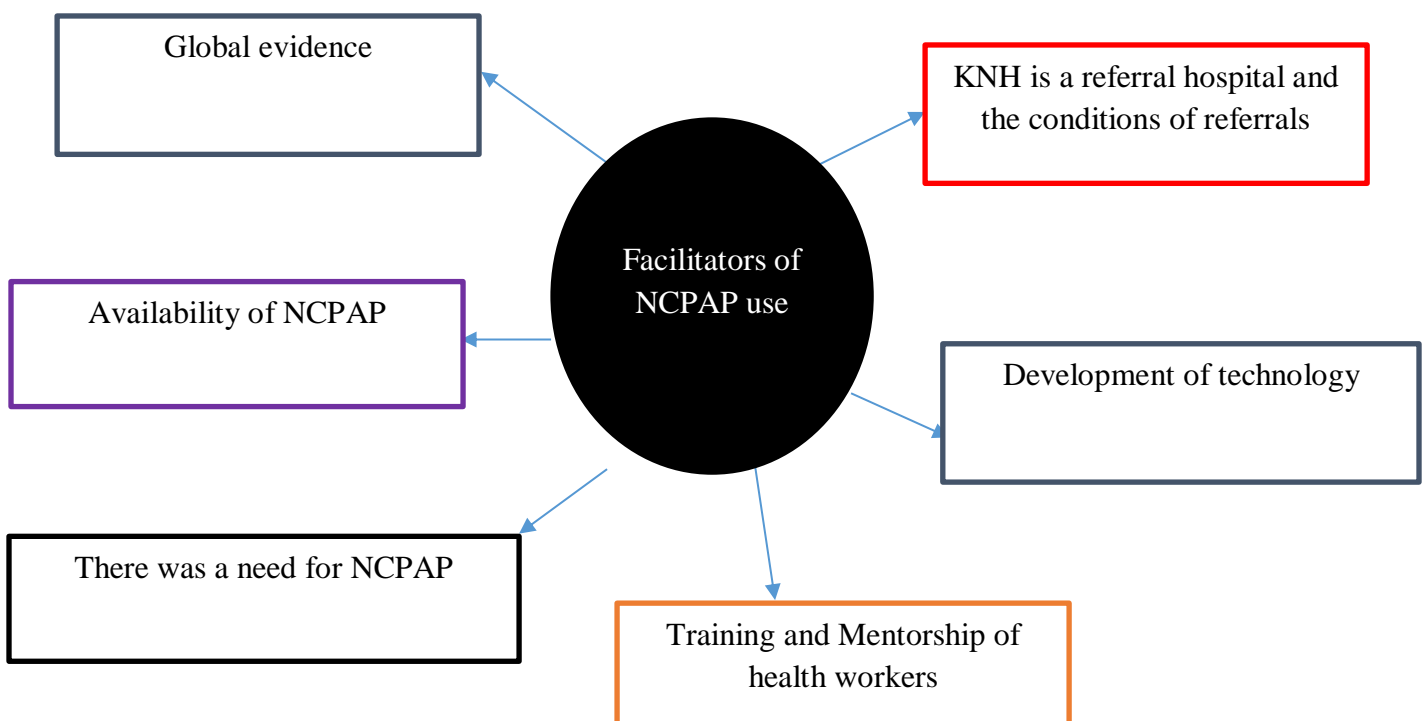 Global evidence
KNH is a referral hospital and
the conditions of referrals
Facilitators of
NCPAP use
Availability of NCPAP
Development of technology
There was a need for NCPAP
Training and Mentorship of
health workers